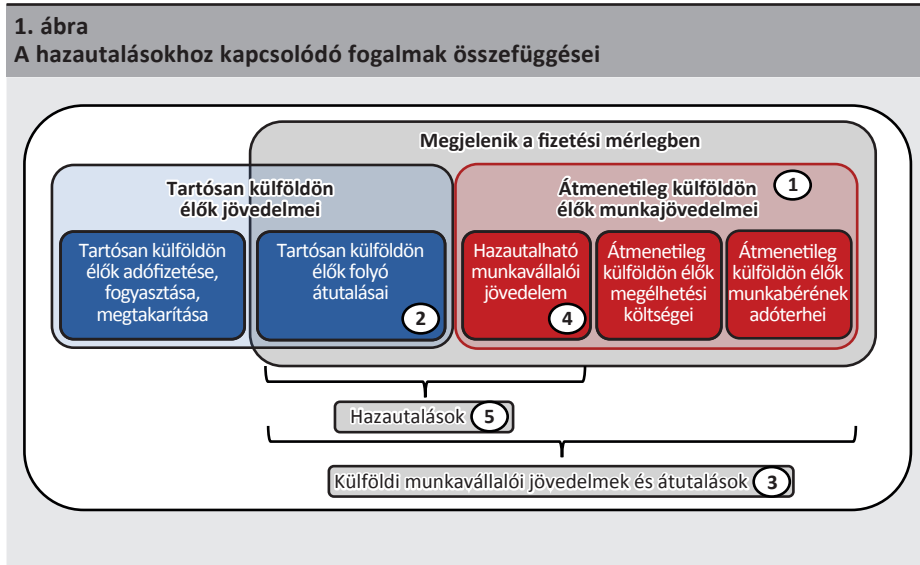 1. ábra
A hazautalásokhoz kapcsolódó fogalmak összefüggései
Megjelenik a fizetési mérlegben
Tartósan külföldön
élők jövedelmei
Átmenetileg külföldön
élők munkajövedelmei
1
Tartósan külföldön
élők adófizetése,
fogyasztása,
megtakarítása
Tartósan külföldön
élők folyó
átutalásai
2
Hazautalható
munkavállalói
jövedelem
4
Átmenetileg
külföldön élők
megélhetési
költségei
Átmenetileg
külföldön élők
munkabérének
adóterhei
Hazautalások 5
Külföldi munkavállalói jövedelmek és átutalások 3